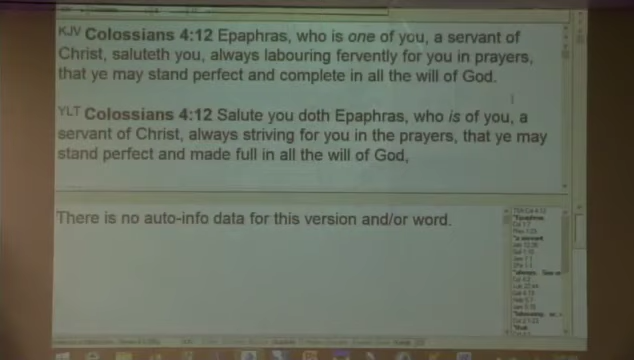 KJV Colossians 4:12 Epaphras, who is one of you, a servant of
Christ, saluteth you, always labouring fervently for you in prayers,
that ye may stand perfect and complete in all the will of God.
YLT Colossians 4:12 Salute you doth Epaphras, who is of you, a
servant of Christ, always striving for you in the prayers, that ye may
stand perfect and made full in all the will of God,
There is no auto-info data for this version and/or word.